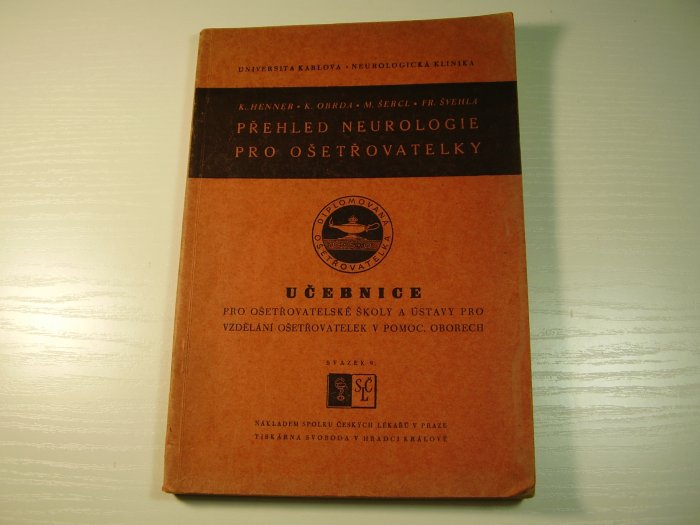 UNIVERSITA KARLOVA • NEUROLOGICKÁ KLINIKA
K. HENNER • K. OBRDA • M. ŠERCL • FR. ŠVEHLA
PŘEHLED NEUROLOGIE
PRO OŠETŘOVATELKY
DIPLOMOVANÁ
OŠETŘOVATELKA
UČEBNICE
PRO OŠETŘOVATELSKÉ ŠKOLY A ÚSTAVY PRO
VZDĚLÁNÍ OŠETŘOVATELEK V POMOC. OBORECH
SVAZEK 9.
SČL
NÁKLADEM SPOLKU ČESKÝCH LÉKAŘŮ V PRAZE
TISKÁRNA SVOBODA V HRADCI KRÁLOVÉ